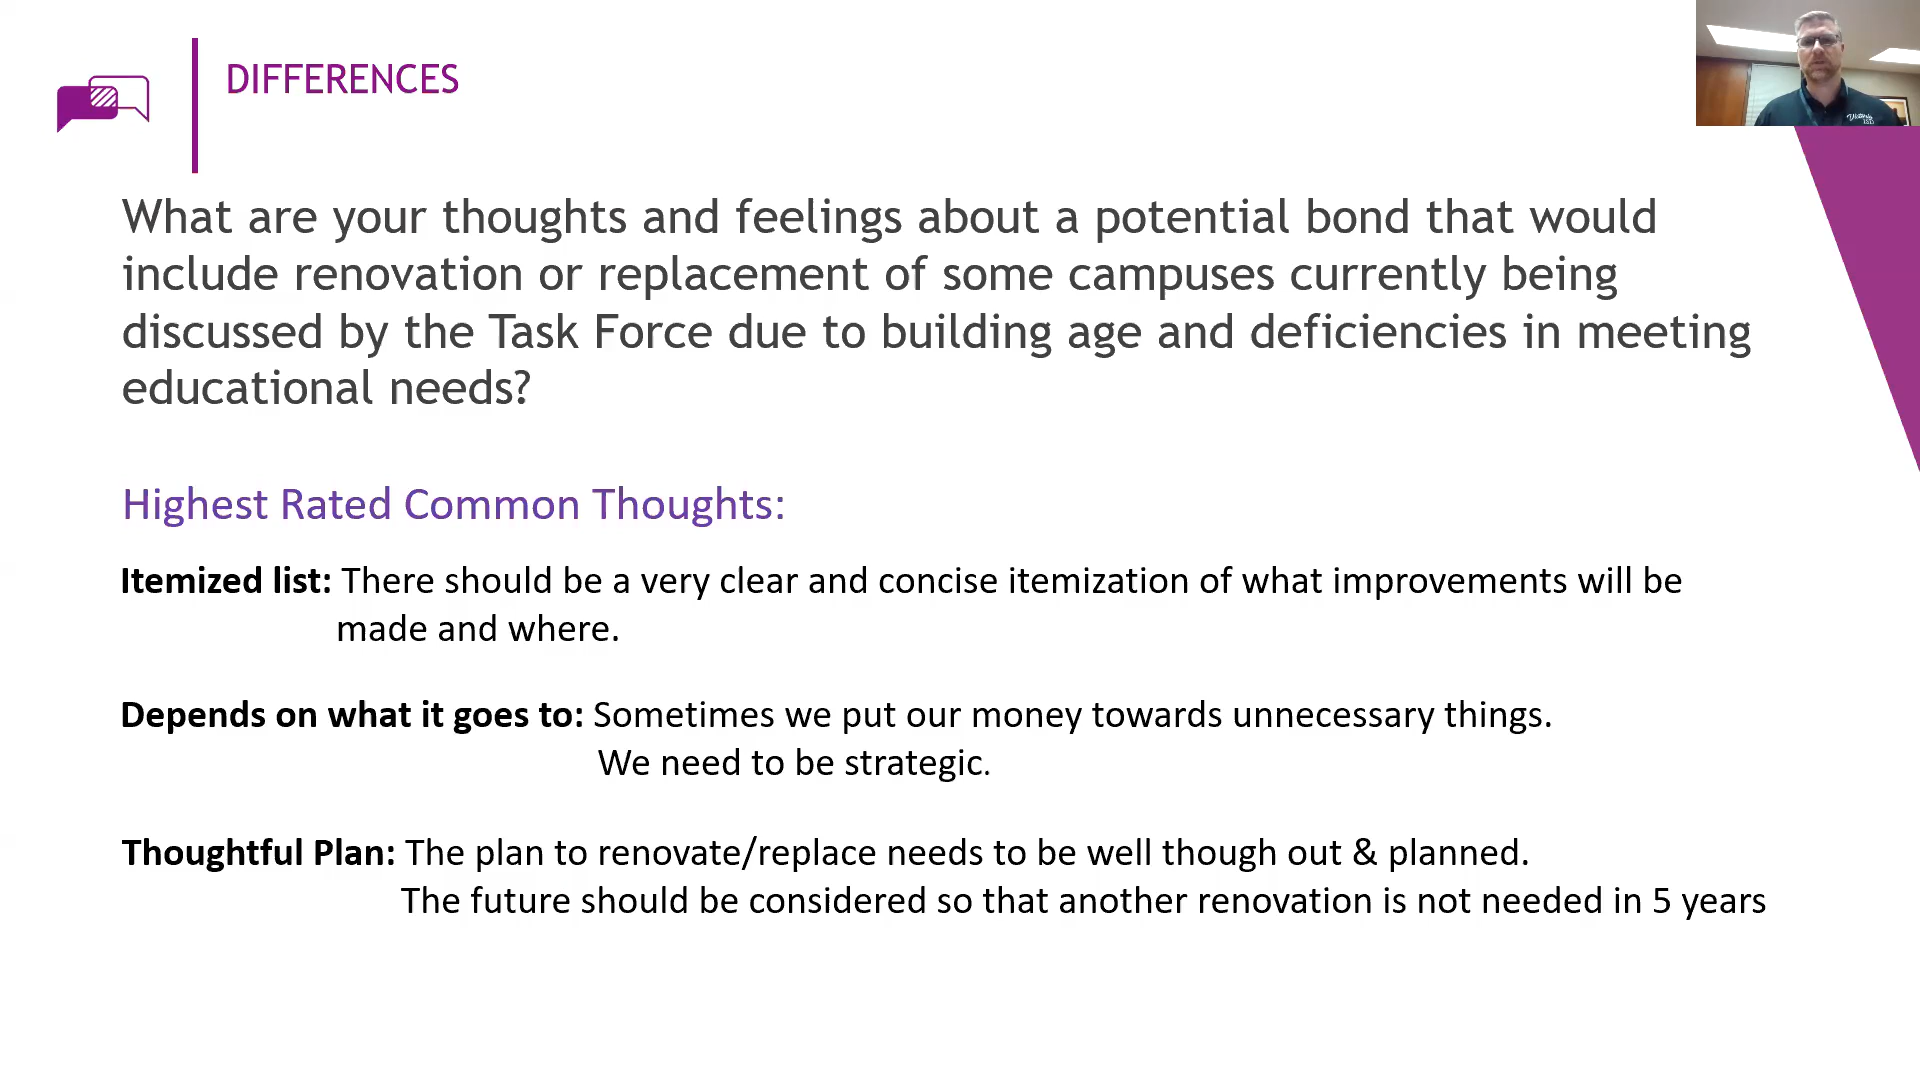 DIFFERENCES
What are your thoughts and feelings about a potential bond that would
include renovation or replacement of some campuses currently being
discussed by the Task Force due to building age and deficiencies in meeting
educational needs?
Highest Rated Common Thoughts:
Itemized list: There should be a very clear and concise itemization of what improvements will be
made and where.
Depends on what it goes to: Sometimes we put our money towards unnecessary things.
We need to be strategic.
Thoughtful Plan: The plan to renovate/replace needs to be well though out & planned.
The future should be considered so that another renovation is not needed in 5 years